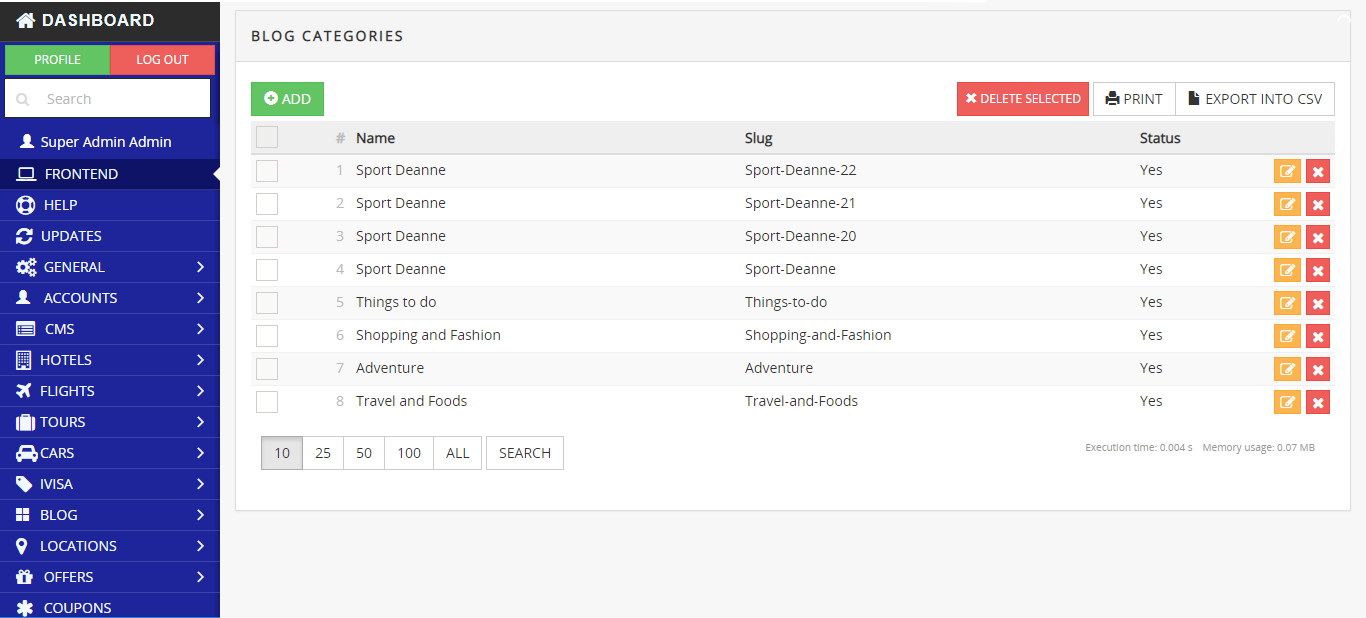 DASHBOARD
PROFILE LOG OUT
Search
Super Admin Admin
FRONTEND
HELP
UPDATES
GENERAL
ACCOUNTS
CMS
HOTELS
FLIGHTS
TOURS
CARS
IVISA
BLOG
LOCATIONS
OFFERS
COUPONS
BLOG CATEGORIES
ADD DELETE SELECTED PRINT EXPORT INTO CSV
# Name Slug Status
1 Sport Deanne Sport-Deanne-22 Yes
2 Sport Deanne Sport-Deanne-21 Yes
3 Sport Deanne Sport-Deanne-20 Yes
4 Sport Deanne Sport-Deanne Yes
5 Things to do Things-to-do Yes
6 Shopping and Fashion Shopping-and-Fashion Yes
7 Adventure Adventure Yes
8 Travel and Foods Travel-and-Foods Yes
10 25 50 100 ALL SEARCH Execution time: 0.004 s Memory usage: 0.07 MB